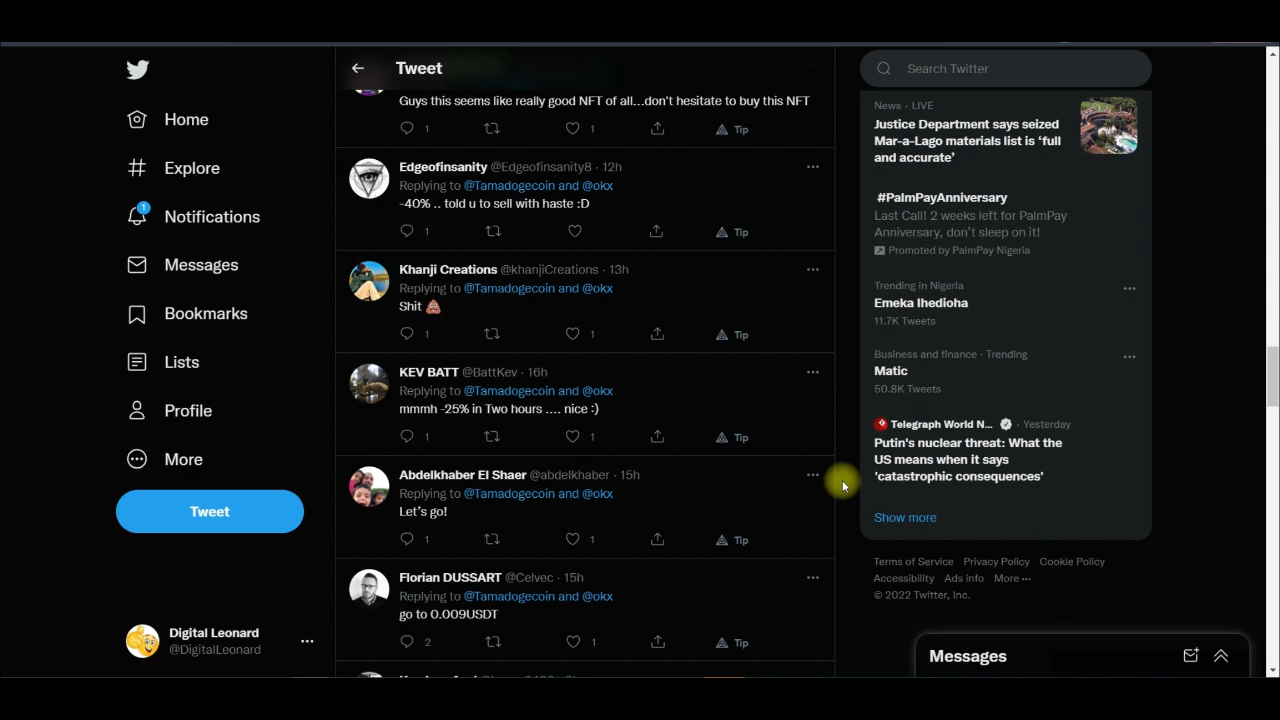 Home
Explore
1
Notifications
Messages
Bookmarks
Lists
Profile
More
Tweet
Digital Leonard
@DigitalLeonard
Tweet
Guys this seems like really good NFT of all...don't hesitate to buy this NFT
1 1 Tip
Edgeofinsanity @Edgeofinsanity8 · 12h
Replying to @Tamadogecoin and @okx
-40% .. told u to sell with haste :D
1 Tip
Khanji Creations @khanjiCreations · 13h
Replying to @Tamadogecoin and @okx
Shit 💩
1 1 Tip
KEV BATT @BattKev · 16h
Replying to @Tamadogecoin and @okx
mmmh -25% in Two hours .... nice :)
1 1 Tip
Abdelkhaber El Shaer @abdelkhaber · 15h
Replying to @Tamadogecoin and @okx
Let's go!
1 1 Tip
Florian DUSSART @Celvec · 15h
Replying to @Tamadogecoin and @okx
go to 0.009USDT
2 1 Tip
Search Twitter
News · LIVE
Justice Department says seized
Mar-a-Lago materials list is ‘full
and accurate’
#PalmPayAnniversary
Last Call! 2 weeks left for PalmPay
Anniversary, don't sleep on it!
Promoted by PalmPay Nigeria
Trending in Nigeria
Emeka Ihedioha
11.7K Tweets
Business and finance · Trending
Matic
50.8K Tweets
Telegraph World N... · Yesterday
Putin's nuclear threat: What the
US means when it says
'catastrophic consequences'
Show more
Terms of Service Privacy Policy Cookie Policy
Accessibility Ads info More ···
© 2022 Twitter, Inc.
Messages